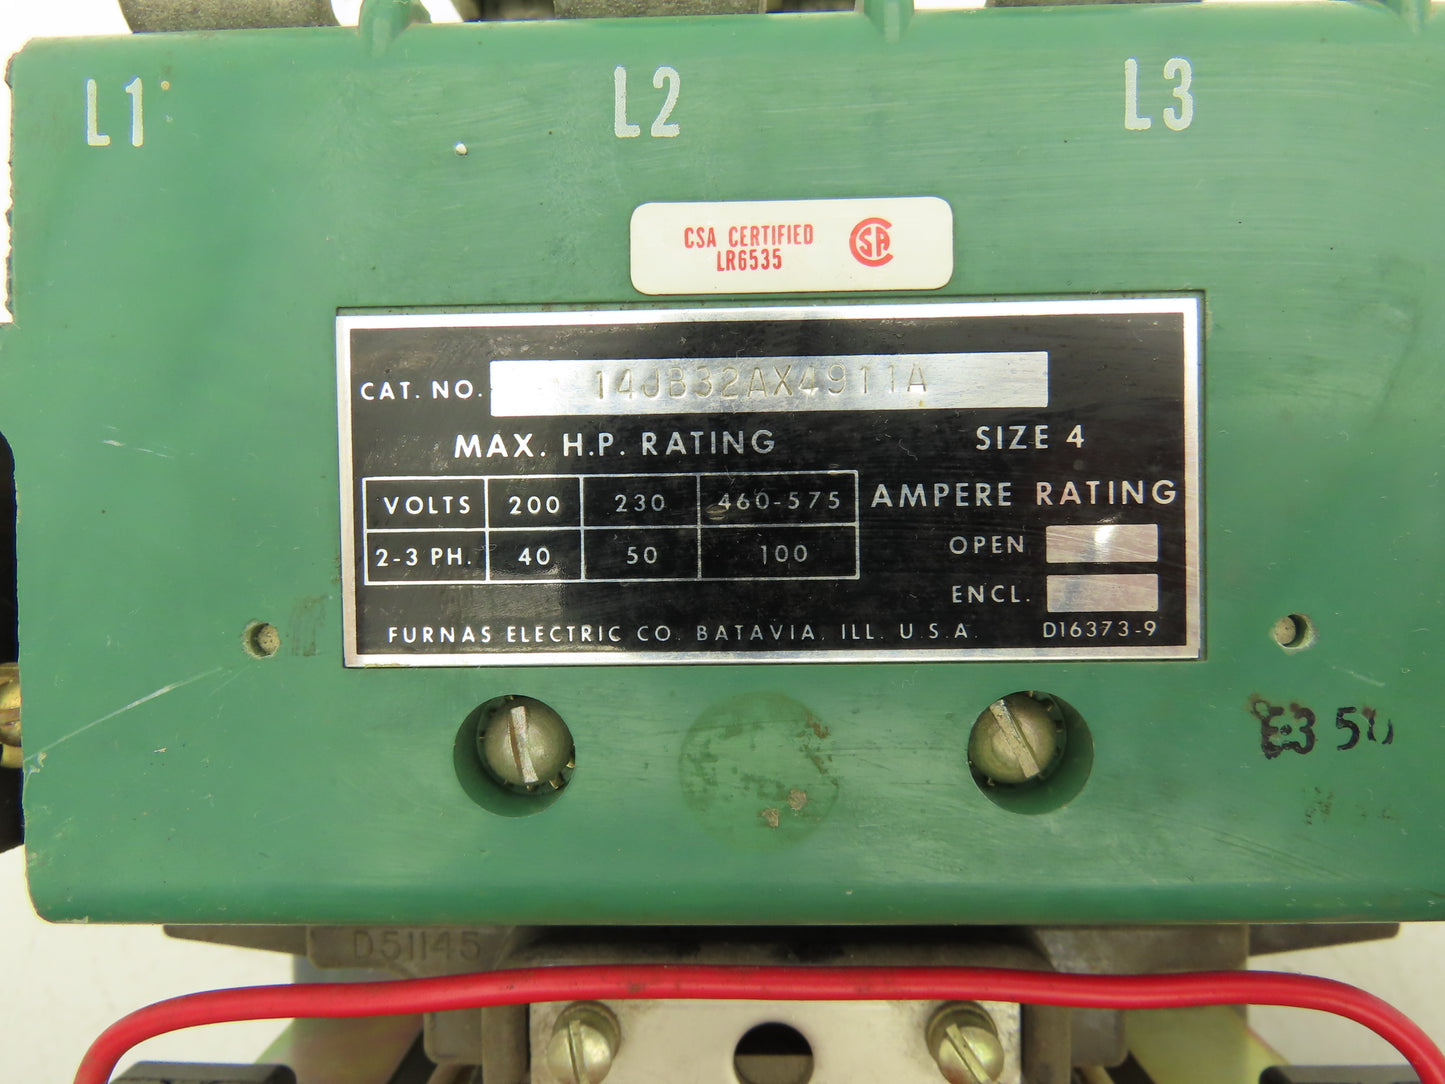 L1 L2 L3
CSA CERTIFIED
LR6535
CSA
CAT. NO. 14JB32AX4911A
MAX. H.P. RATING SIZE 4
VOLTS 200 230 460-575 AMPERE RATING
2-3 PH. 40 50 100
OPEN
ENCL.
FURNAS ELECTRIC CO. BATAVIA, ILL. U.S.A. D16373-9
D51145